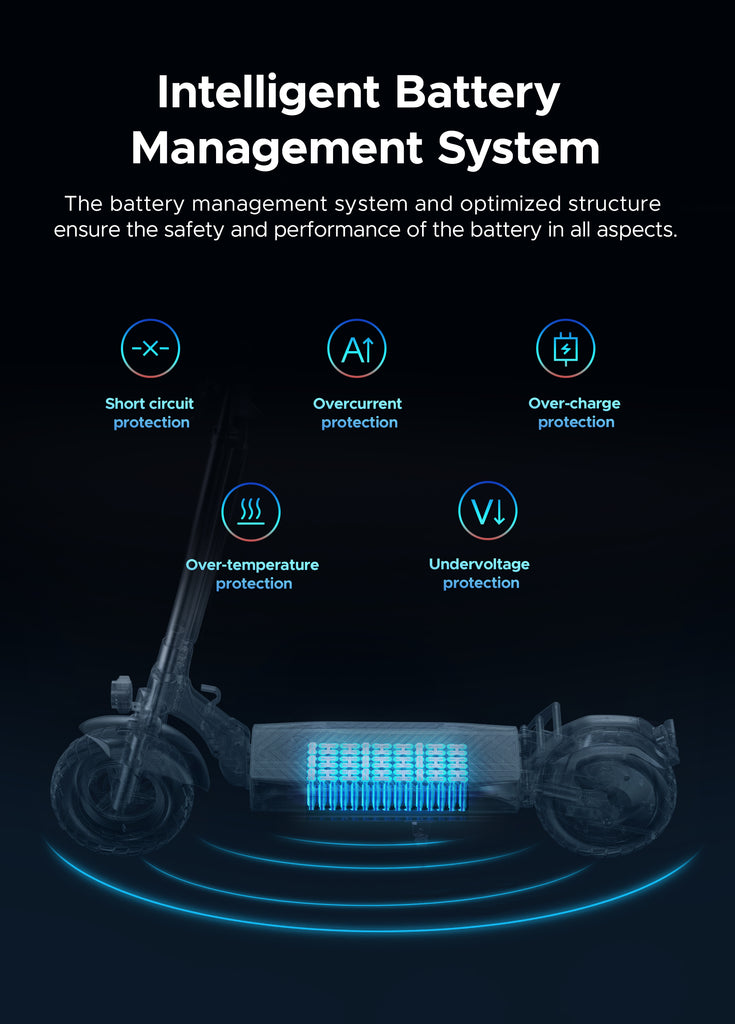 Intelligent Battery
Management System
The battery management system and optimized structure
ensure the safety and performance of the battery in all aspects.
A↑
Short circuit
protection
Overcurrent
protection
Over-charge
protection
V↓
Over-temperature
protection
Undervoltage
protection